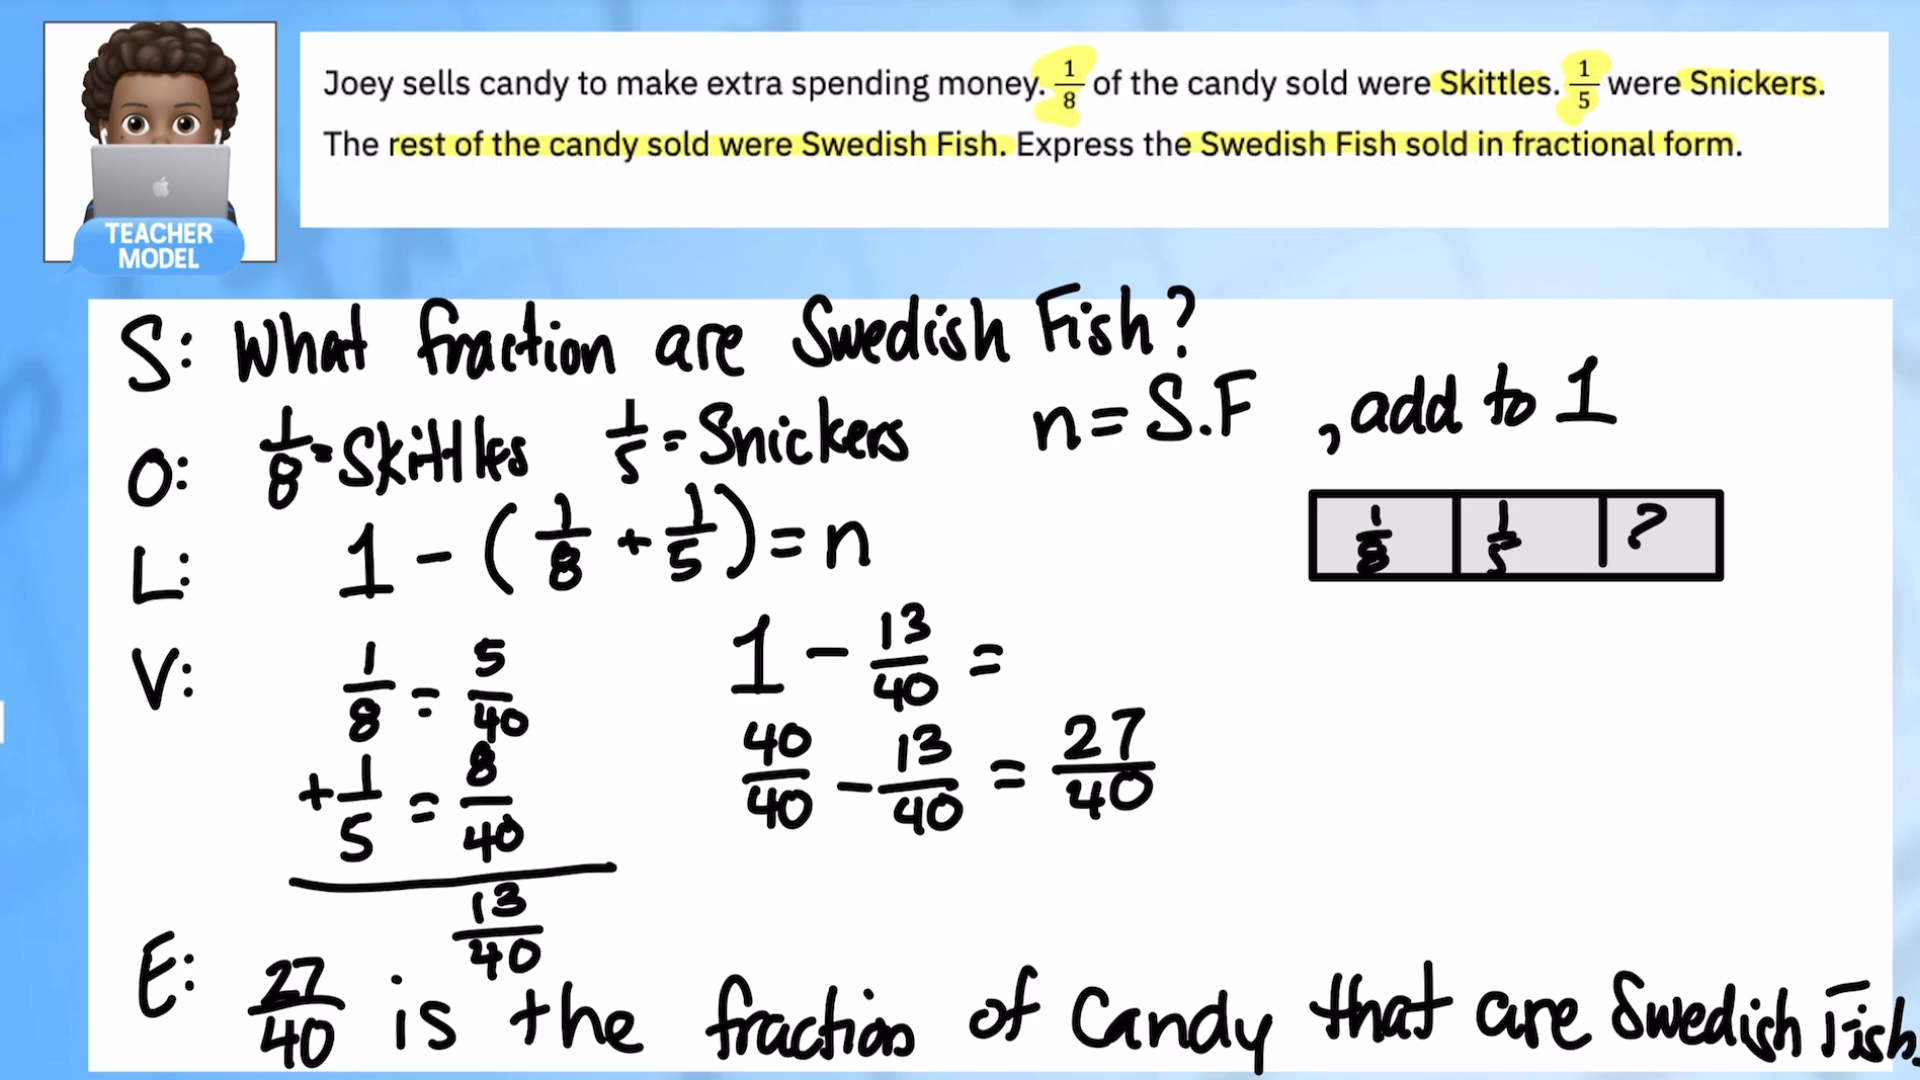 Joey sells candy to make extra spending money. 1/8 of the candy sold were Skittles. 1/5 were Snickers.
The rest of the candy sold were Swedish Fish. Express the Swedish Fish sold in fractional form.
TEACHER
MODEL
S: What fraction are Swedish Fish?
O: 1/8 = Skittles 1/5 = Snickers n = S.F , add to 1
L: 1 - (1/8 + 1/5) = n
1/8 1/5 ?
V: 1/8 = 5/40
+ 1/5 = 8/40
13/40
1 - 13/40 =
40/40 - 13/40 = 27/40
E: 27/40 is the fraction of Candy that are Swedish Fish.